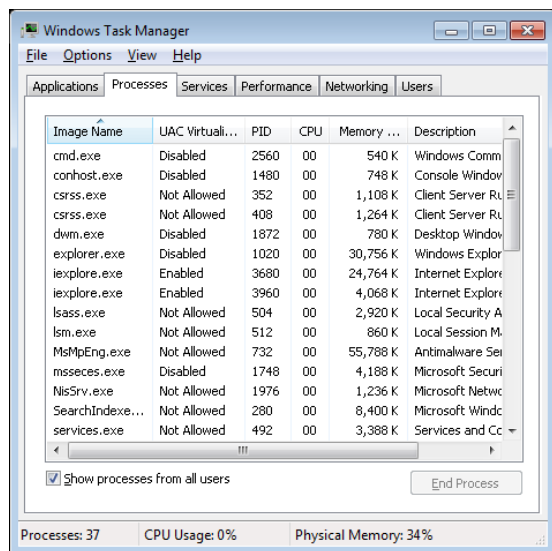 Windows Task Manager
File Options View Help
Applications Processes Services Performance Networking Users
Image Name UAC Virtuali... PID CPU Memory ... Description
cmd.exe Disabled 2560 00 540 K Windows Comm
conhost.exe Disabled 1480 00 748 K Console Window
csrss.exe Not Allowed 352 00 1,108 K Client Server Ru
csrss.exe Not Allowed 408 00 1,264 K Client Server Ru
dwm.exe Disabled 1872 00 780 K Desktop Window
explorer.exe Disabled 1020 00 30,756 K Windows Explor
iexplore.exe Enabled 3680 00 24,764 K Internet Explore
iexplore.exe Enabled 3960 00 4,068 K Internet Explore
lsass.exe Not Allowed 504 00 2,920 K Local Security A
lsm.exe Not Allowed 512 00 860 K Local Session M
MsMpEng.exe Not Allowed 732 00 55,788 K Antimalware Ser
msseces.exe Disabled 1748 00 4,188 K Microsoft Securi
NisSrv.exe Not Allowed 1976 00 1,236 K Microsoft Netwo
SearchIndexe... Not Allowed 280 00 8,400 K Microsoft Windo
services.exe Not Allowed 492 00 3,388 K Services and Co
Show processes from all users End Process
Processes: 37 CPU Usage: 0% Physical Memory: 34%